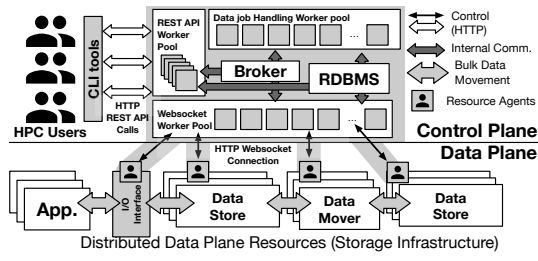 REST API
Worker
Pool
Data job Handling Worker pool
...
Control
(HTTP)
Internal Comm.
Bulk Data
Movement
Resource Agents
CLI tools
Broker
RDBMS
HTTP
REST API
Calls
HPC Users
Websocket
Worker Pool
...
Control Plane
Data Plane
HTTP Websocket
Connection
App.
I/O
Interface
Data
Store
Data
Mover
Data
Store
Distributed Data Plane Resources (Storage Infrastructure)